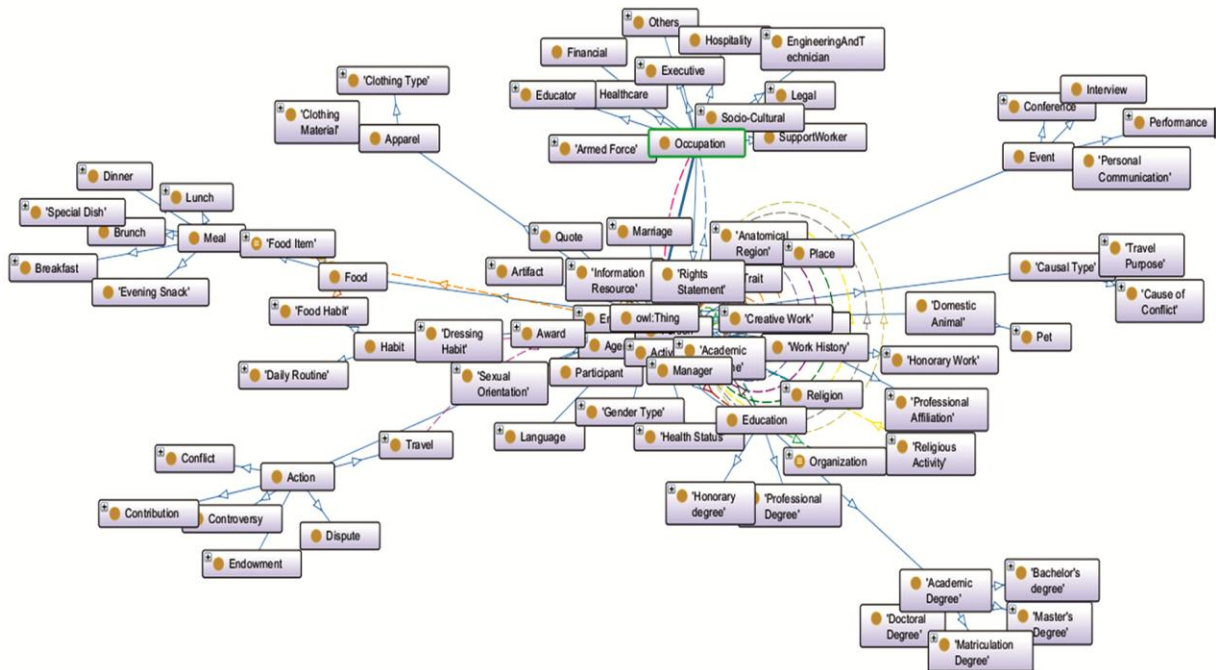 Others
Financial
Hospitality
EngineeringAndT
echnician
'Clothing Type'
Executive
Educator
Healthcare
Legal
Interview
Conference
'Clothing
Material'
Apparel
Socio-Cultural
Performance
'Armed Force'
Occupation
SupportWorker
Event
'Personal
Communication'
Dinner
Lunch
'Special Dish'
Brunch
Meal
'Food Item'
Quote
Marriage
'Anatomical
Region'
Place
Breakfast
Artifact
'Information
Resource'
'Rights
Statement'
Trait
'Causal Type'
'Travel
Purpose'
'Evening Snack'
Food
'Cause of
Conflict'
'Food Habit'
owl:Thing
'Creative Work'
'Domestic
Animal'
Habit
'Dressing
Habit'
Award
Pet
'Academic
'Work History'
'Honorary Work'
'Daily Routine'
'Sexual
Orientation'
Participant
Manager
Religion
'Professional
Affiliation'
'Gender Type'
Education
Language
'Health Status'
Travel
'Religious
Activity'
Conflict
Action
Organization
'Honorary
degree'
'Professional
Degree'
Contribution
Controversy
Dispute
Endowment
'Academic
Degree'
'Bachelor's
degree'
'Doctoral
Degree'
'Master's
Degree'
'Matriculation
Degree'